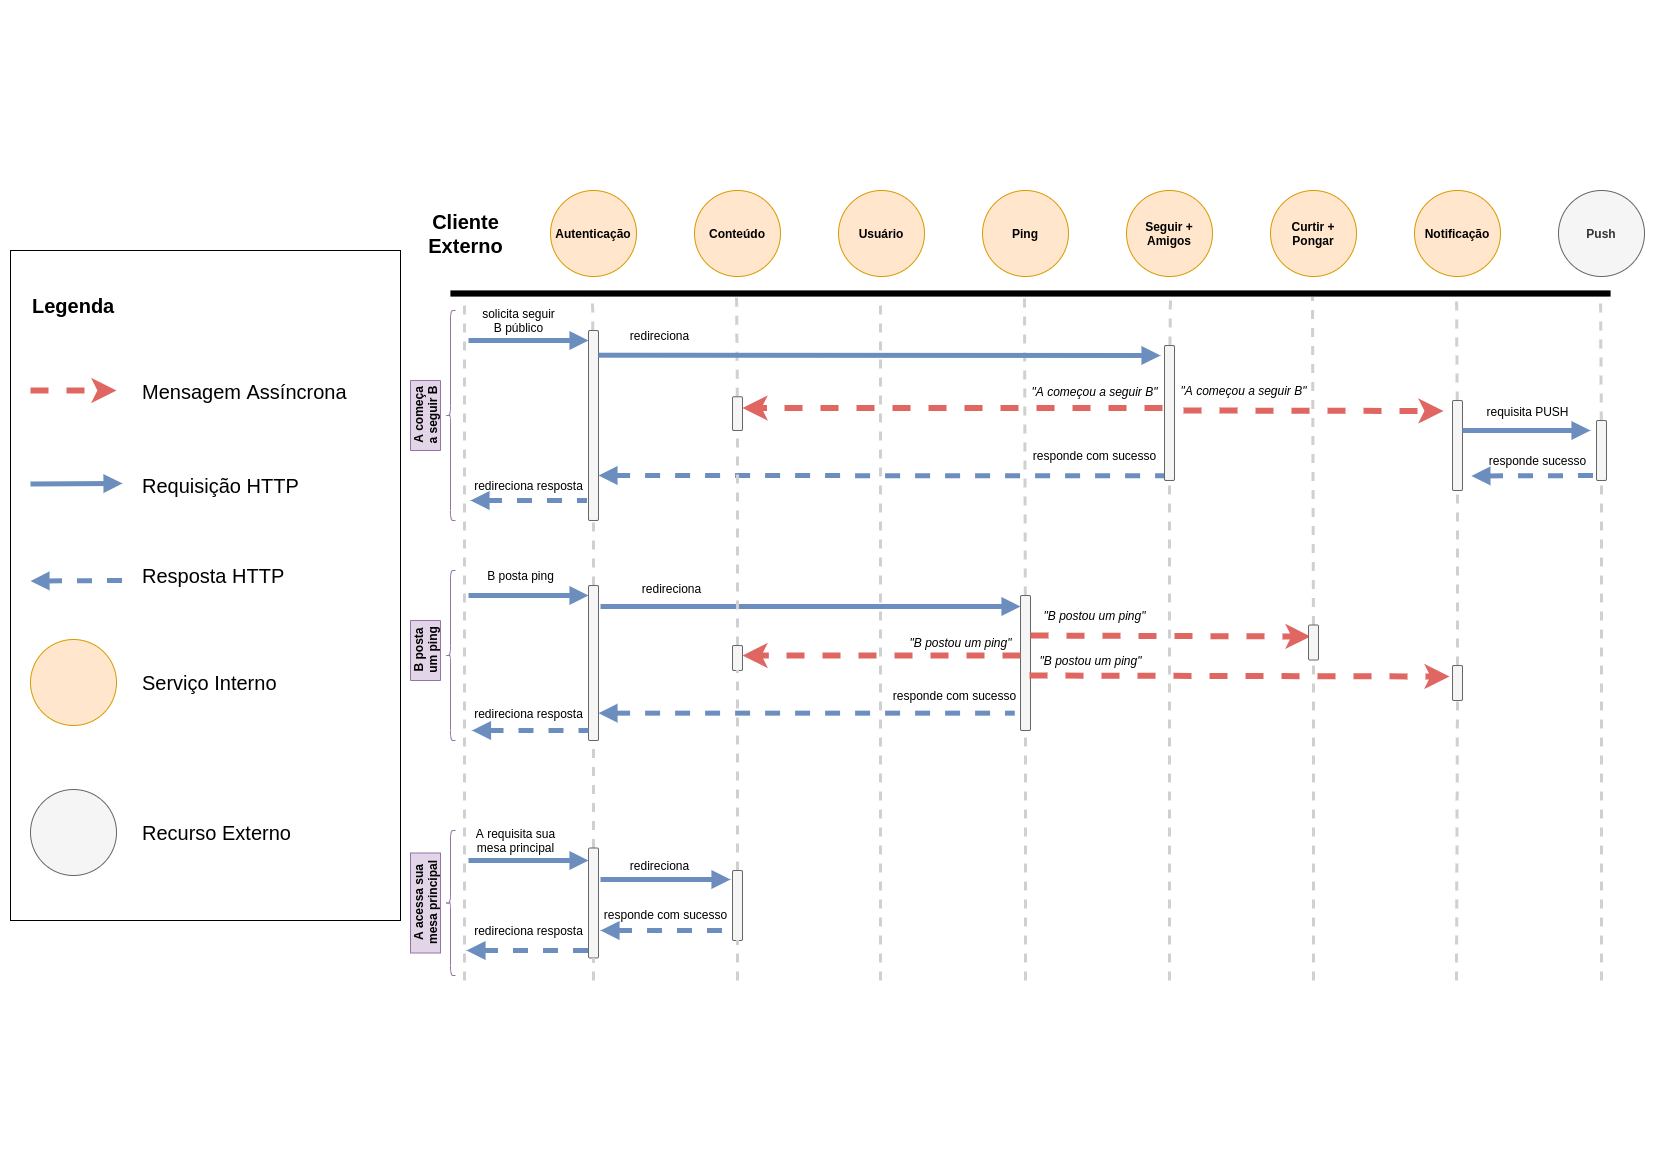 Cliente
Externo
Autenticação
Conteúdo
Usuário
Ping
Seguir +
Amigos
Curtir +
Pongar
Notificação
Push
Legenda
Mensagem Assíncrona
Requisição HTTP
Resposta HTTP
Serviço Interno
Recurso Externo
A começa
a seguir B
solicita seguir
B público
redireciona
"A começou a seguir B"
"A começou a seguir B"
requisita PUSH
responde com sucesso
responde sucesso
redireciona resposta
B posta
um ping
B posta ping
redireciona
"B postou um ping"
"B postou um ping"
"B postou um ping"
responde com sucesso
redireciona resposta
A acessa sua
mesa principal
A requisita sua
mesa principal
redireciona
responde com sucesso
redireciona resposta